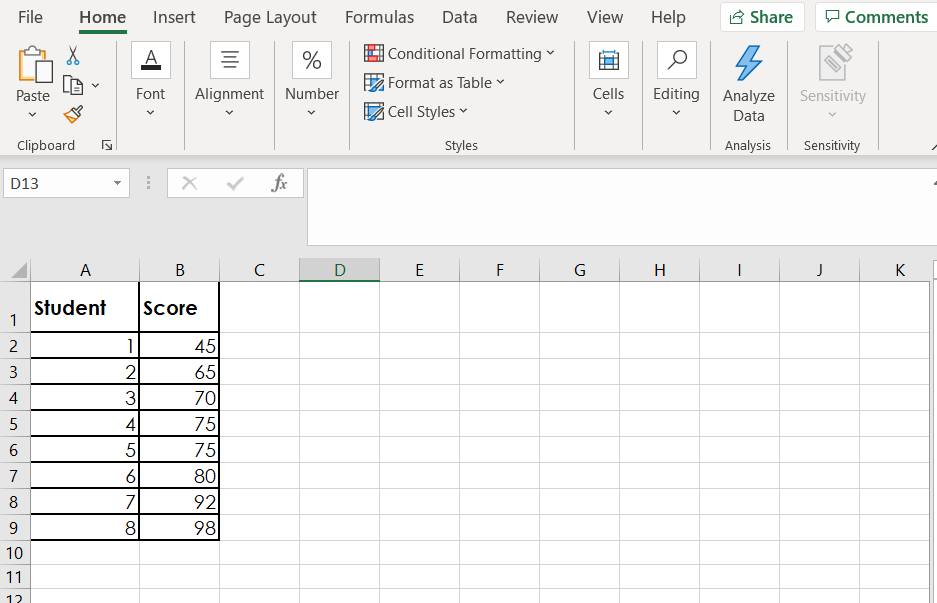 File Home Insert Page Layout Formulas Data Review View Help Share Comments
Paste Font Alignment % Number Conditional Formatting Format as Table Cell Styles Cells Editing Analyze Data Sensitivity
Clipboard Styles Analysis Sensitivity
D13 fx
A B C D E F G H I J K
1 Student Score
2 1 45
3 2 65
4 3 70
5 4 75
6 5 75
7 6 80
8 7 92
9 8 98
10
11
12